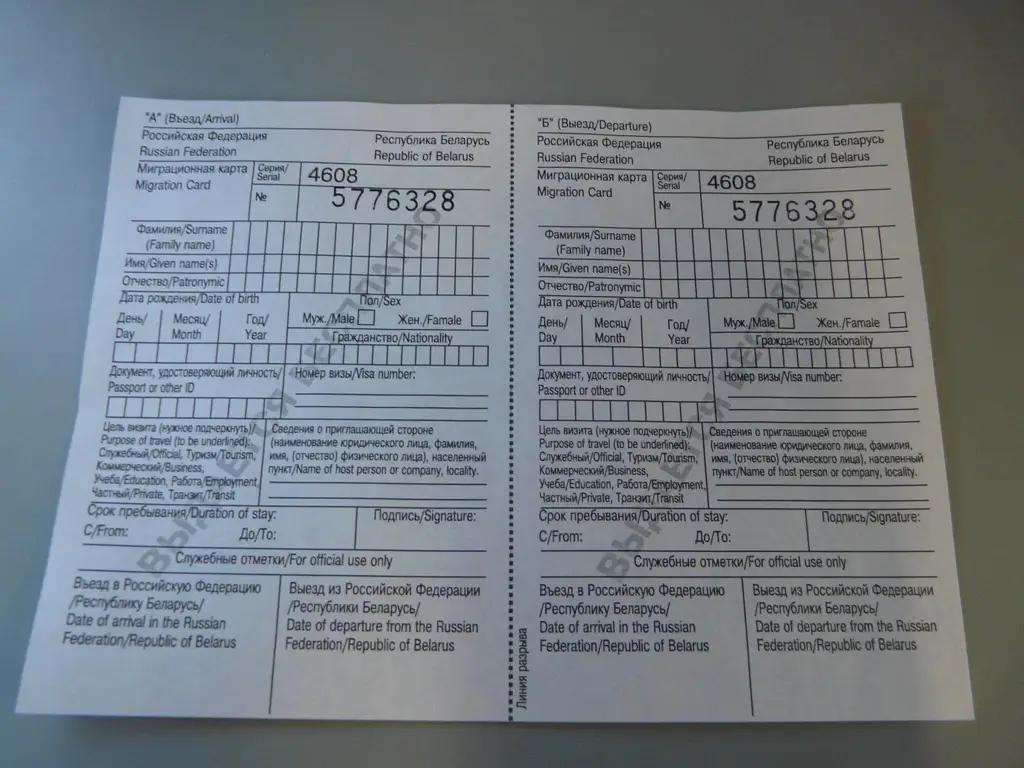 "А" (Въезд/Arrival)
Российская Федерация Республика Беларусь
Russian Federation Republic of Belarus
Миграционная карта
Migration Card
Серия/
Serial
4608
№
5776328
Фамилия/Surname
(Family name)
Имя/Given name(s)
Отчество/Patronymic
Дата рождения/Date of birth
Пол/Sex
День/
Day
Месяц/
Month
Год/
Year
Муж./Male Жен./Famale
Гражданство/Nationality
Документ, удостоверяющий личность/
Passport or other ID
Номер визы/Visa number:
Цель визита (нужное подчеркнуть)/
Purpose of travel (to be underlined):
Служебный/Official, Туризм/Tourism,
Коммерческий/Business,
Учеба/Education, Работа/Employment,
Частный/Private, Транзит/Transit
Сведения о приглашающей стороне
(наименование юридического лица, фамилия,
имя, (отчество) физического лица), населенный
пункт/Name of host person or company, locality.
Срок пребывания/Duration of stay:
С/From: До/To:
Подпись/Signature:
Служебные отметки/For official use only
Въезд в Российскую Федерацию
/Республику Беларусь/
Date of arrival in the Russian
Federation/Republic of Belarus
Выезд из Российской Федерации
/Республики Беларусь/
Date of departure from the Russian
Federation/Republic of Belarus
ВЫДАЕТСЯ БЕСПЛАТНО
Линия разрыва
"Б" (Выезд/Departure)
Российская Федерация Республика Беларусь
Russian Federation Republic of Belarus
Миграционная карта
Migration Card
Серия/
Serial
4608
№
5776328
Фамилия/Surname
(Family name)
Имя/Given name(s)
Отчество/Patronymic
Дата рождения/Date of birth
Пол/Sex
День/
Day
Месяц/
Month
Год/
Year
Муж./Male Жен./Famale
Гражданство/Nationality
Документ, удостоверяющий личность/
Passport or other ID
Номер визы/Visa number:
Цель визита (нужное подчеркнуть)/
Purpose of travel (to be underlined):
Служебный/Official, Туризм/Tourism,
Коммерческий/Business,
Учеба/Education, Работа/Employment,
Частный/Private, Транзит/Transit
Сведения о приглашающей стороне
(наименование юридического лица, фамилия,
имя, (отчество) физического лица), населенный
пункт/Name of host person or company, locality.
Срок пребывания/Duration of stay:
С/From: До/To:
Подпись/Signature:
Служебные отметки/For official use only
Въезд в Российскую Федерацию
/Республику Беларусь/
Date of arrival in the Russian
Federation/Republic of Belarus
Выезд из Российской Федерации
/Республики Беларусь/
Date of departure from the Russian
Federation/Republic of Belarus
ВЫДАЕТСЯ БЕСПЛАТНО